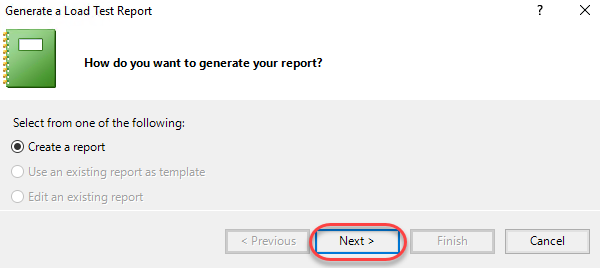 Generate a Load Test Report
?
How do you want to generate your report?
Select from one of the following:
Create a report
Use an existing report as template
Edit an existing report
< Previous
Next >
Finish
Cancel